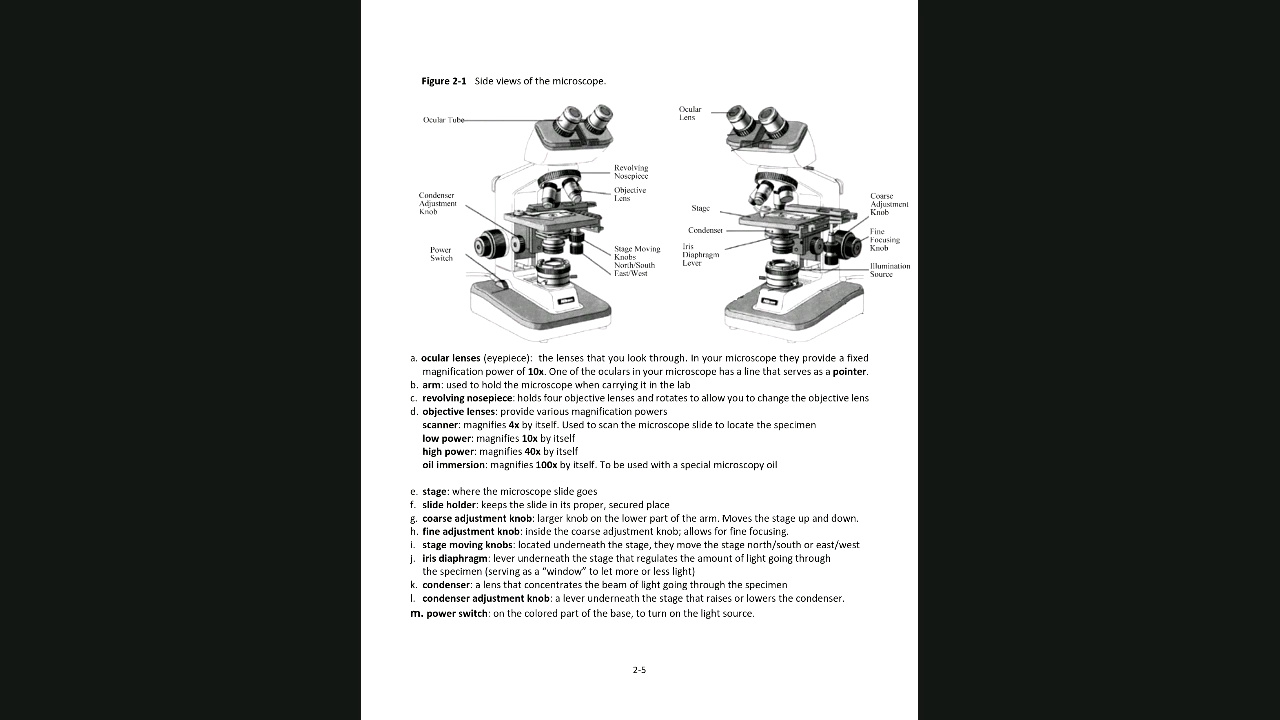 Figure 2-1 Side views of the microscope.
Ocular Tube
Revolving
Nosepiece
Objective
Lens
Condenser
Adjustment
Knob
Power
Switch
Stage Moving
Knobs
North/South
East/West
Ocular
Lens
Stage
Condenser
Iris
Diaphragm
Lever
Coarse
Adjustment
Knob
Fine
Focusing
Knob
Illumination
Source
a. ocular lenses (eyepiece): the lenses that you look through. In your microscope they provide a fixed
magnification power of 10x. One of the oculars in your microscope has a line that serves as a pointer.
b. arm: used to hold the microscope when carrying it in the lab
c. revolving nosepiece: holds four objective lenses and rotates to allow you to change the objective lens
d. objective lenses: provide various magnification powers
scanner: magnifies 4x by itself. Used to scan the microscope slide to locate the specimen
low power: magnifies 10x by itself
high power: magnifies 40x by itself
oil immersion: magnifies 100x by itself. To be used with a special microscopy oil
e. stage: where the microscope slide goes
f. slide holder: keeps the slide in its proper, secured place
g. coarse adjustment knob: larger knob on the lower part of the arm. Moves the stage up and down.
h. fine adjustment knob: inside the coarse adjustment knob; allows for fine focusing.
i. stage moving knobs: located underneath the stage, they move the stage north/south or east/west
j. iris diaphragm: lever underneath the stage that regulates the amount of light going through
the specimen (serving as a “window” to let more or less light)
k. condenser: a lens that concentrates the beam of light going through the specimen
l. condenser adjustment knob: a lever underneath the stage that raises or lowers the condenser.
m. power switch: on the colored part of the base, to turn on the light source.
2-5